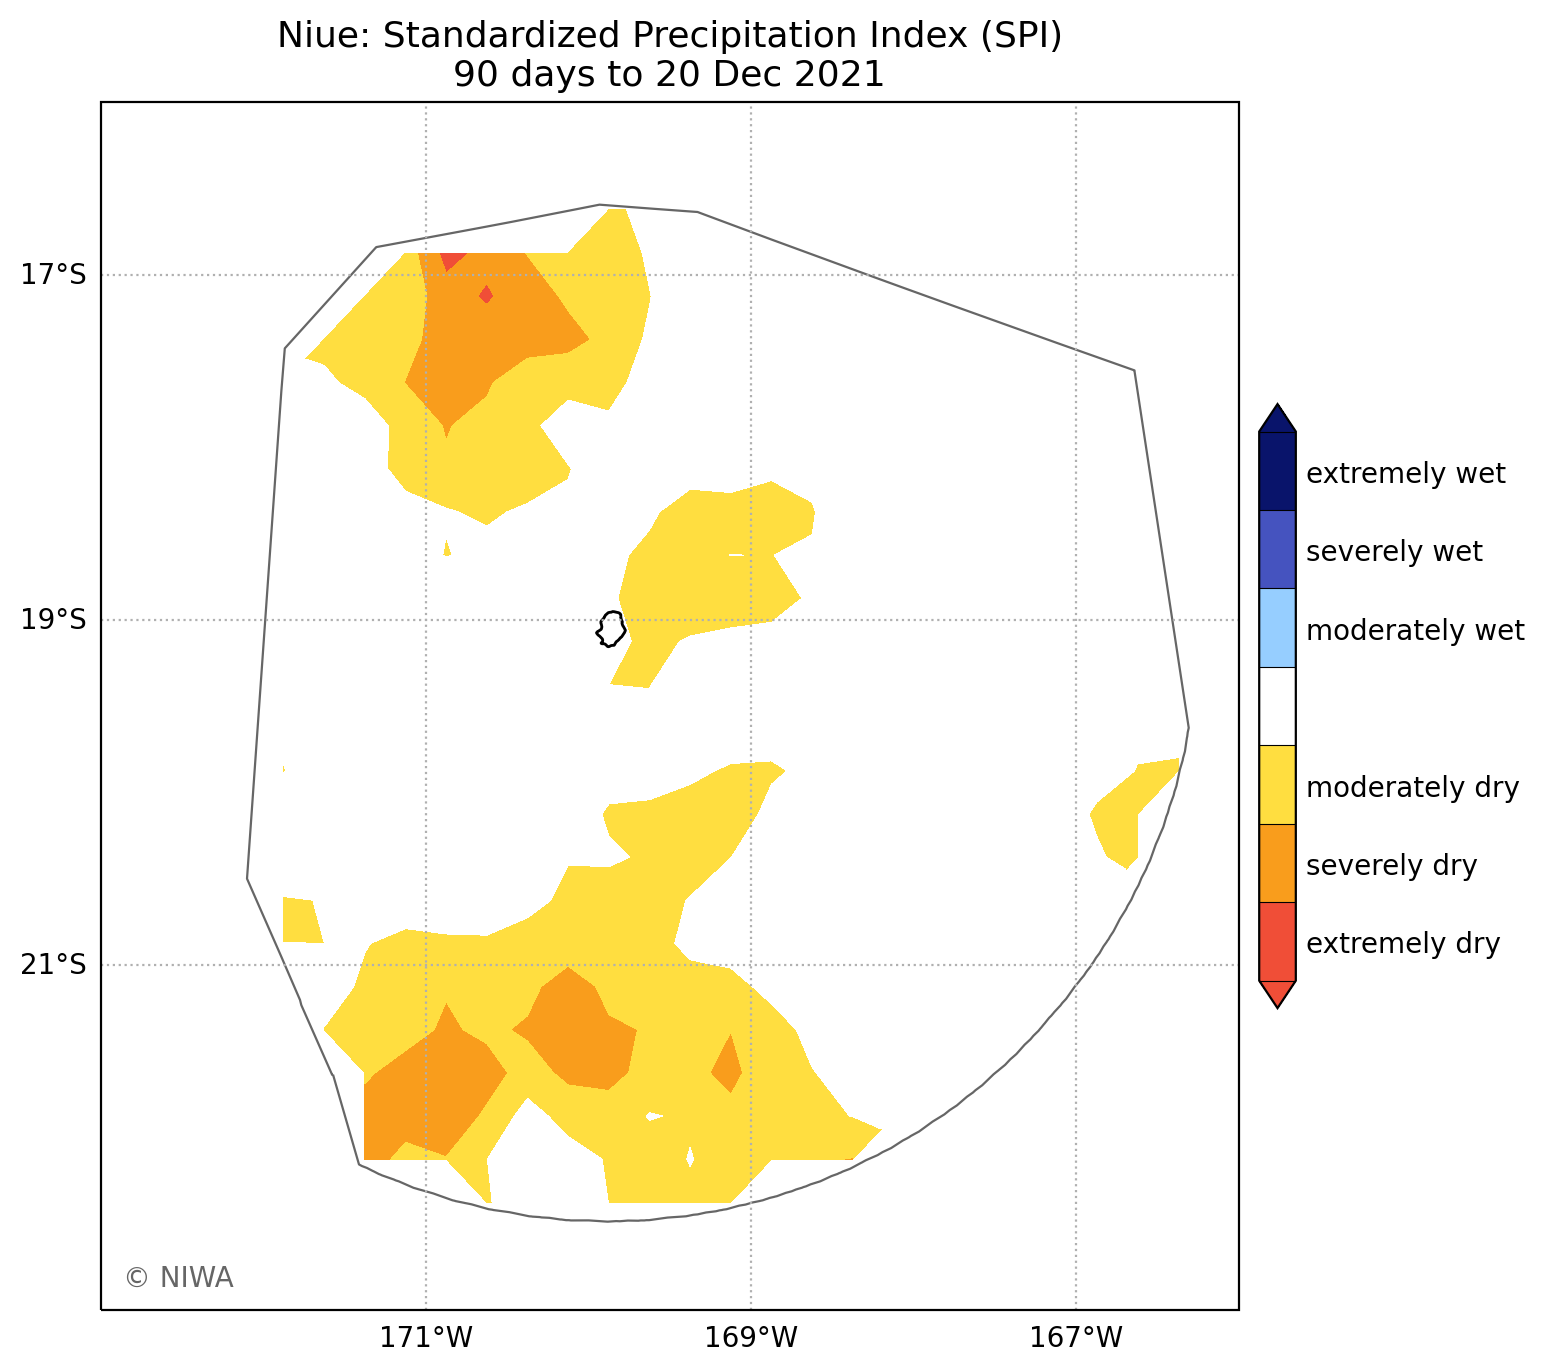 Niue: Standardized Precipitation Index (SPI)
90 days to 20 Dec 2021
17°S
19°S
21°S
171°W
169°W
167°W
extremely wet
severely wet
moderately wet
moderately dry
severely dry
extremely dry
© NIWA